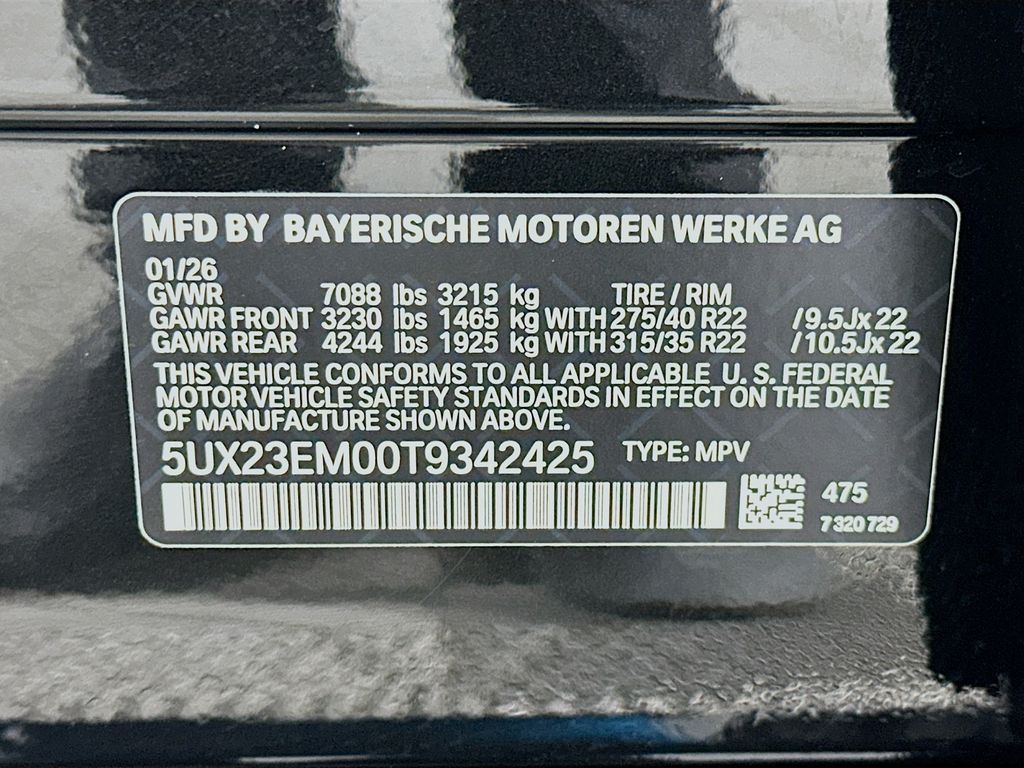 MFD BY BAYERISCHE MOTOREN WERKE AG
01/26
GVWR 7088 lbs 3215 kg TIRE / RIM
GAWR FRONT 3230 lbs 1465 kg WITH 275/40 R22 /9.5Jx22
GAWR REAR 4244 lbs 1925 kg WITH 315/35 R22 /10.5Jx22
THIS VEHICLE CONFORMS TO ALL APPLICABLE U. S. FEDERAL
MOTOR VEHICLE SAFETY STANDARDS IN EFFECT ON THE DATE
OF MANUFACTURE SHOWN ABOVE.
5UX23EM00T9342425 TYPE: MPV
475
7 320 729